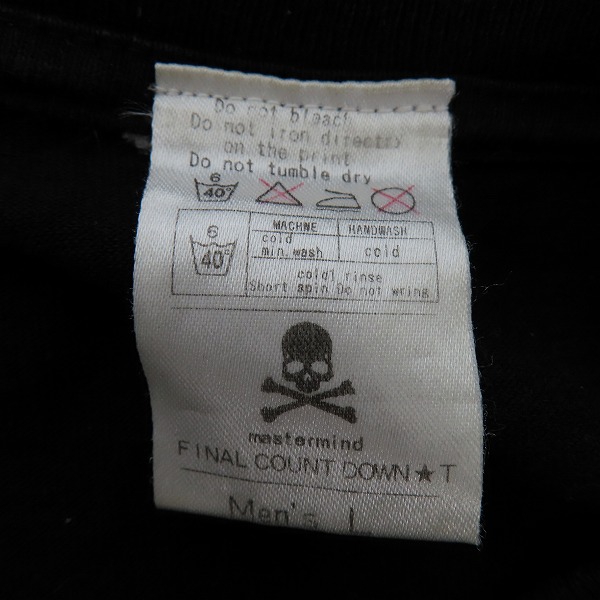 Do not bleach
Do not iron directry
on the print
Do not tumble dry
6
40°
MACHNE HANDWASH
6
40°
cold
min.wash cold
cold rinse
Short spin Do not wring
mastermind
FINAL COUNT DOWN★T
Men's L